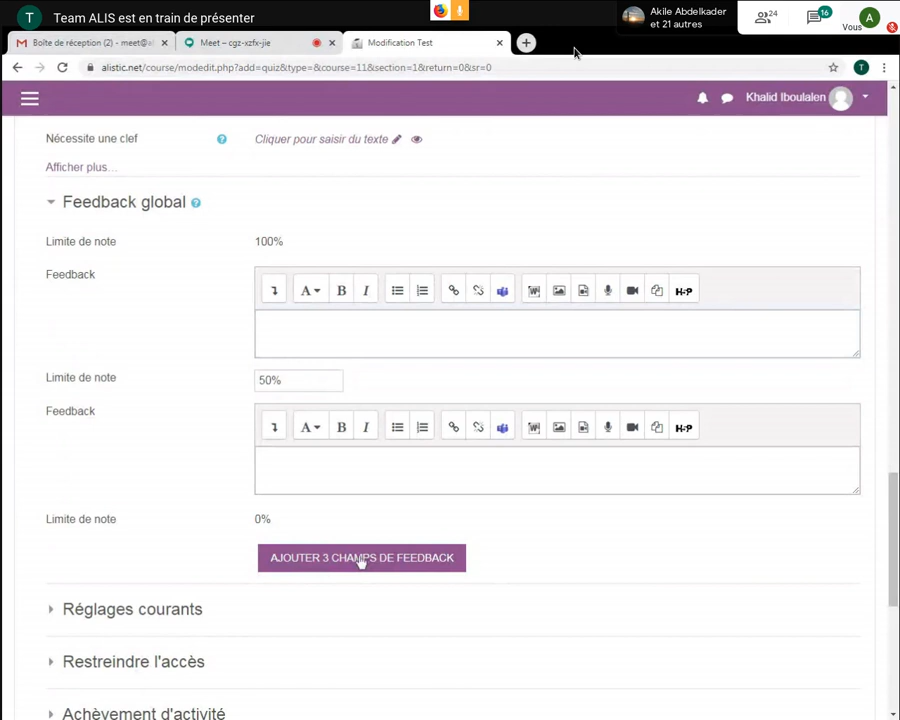 T Team ALIS est en train de présenter
Akile Abdelkader
et 21 autres
24
16
Vous
A
Boîte de réception (2) - meet@al
Meet – cgz-xzfx-jie
Modification Test
alistic.net/course/modedit.php?add=quiz&type=&course=11&section=1&return=0&sr=0
T
Khalid Iboulalen
Nécessite une clef
Cliquer pour saisir du texte
Afficher plus...
Feedback global
Limite de note
100%
Feedback
A B I
H-P
Limite de note
50%
Feedback
A B I
H-P
Limite de note
0%
AJOUTER 3 CHAMPS DE FEEDBACK
Réglages courants
Restreindre l'accès
Achèvement d'activité